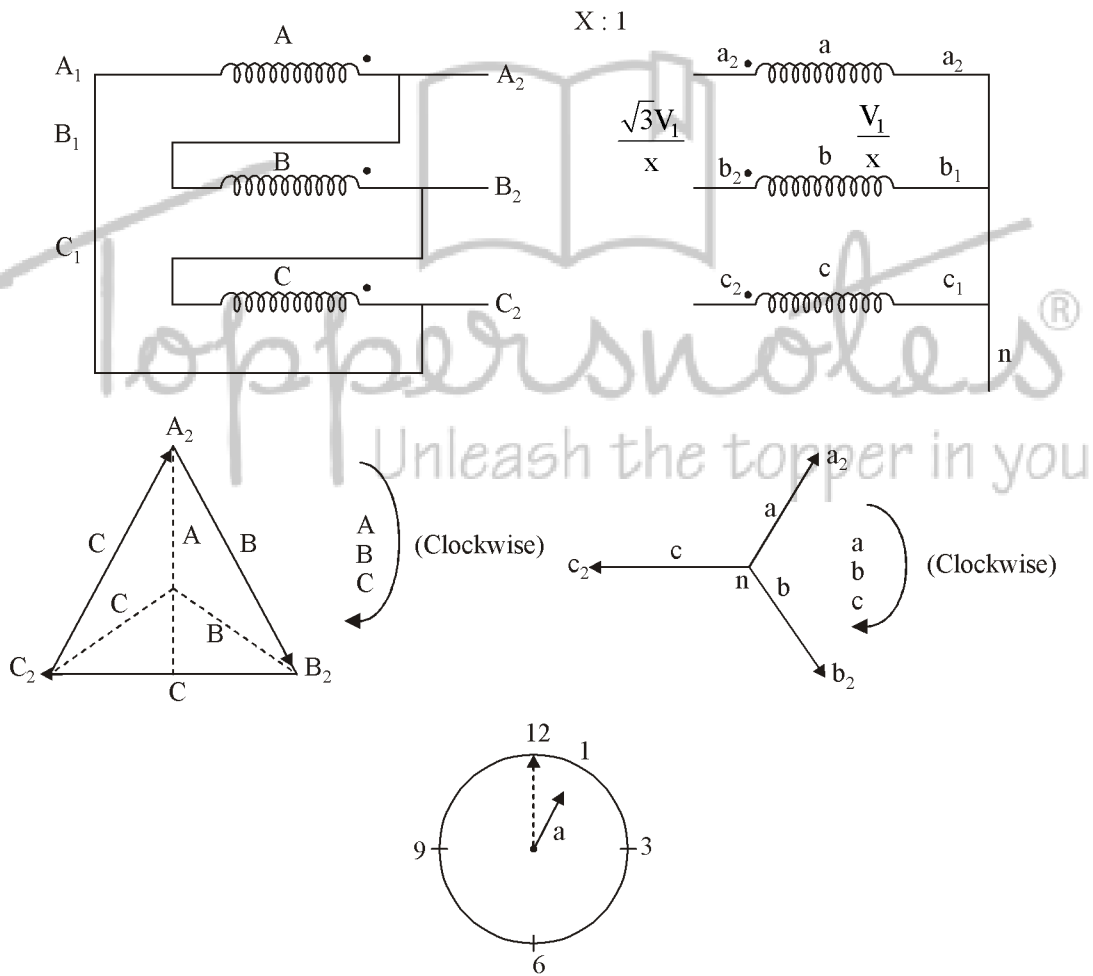 X : 1
A
A₁
A₂
B₁
B
B₂
C₁
C
C₂
a₂
a
a₂
√3V₁/x
V₁/x
b₂
b
b₁
c₂
c
c₁
n
Toppersnotes®
Unleash the topper in you
A₂
C
A
B
C
B
C₂
C
B₂
A
B
C
(Clockwise)
a₂
a
c₂
c
n
b
b₂
a
b
c
(Clockwise)
12
1
a
9
3
6